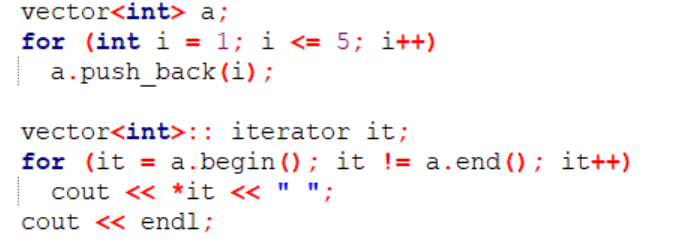 vector<int> a;
for (int i = 1; i <= 5; i++)
a.push_back(i);
vector<int>:: iterator it;
for (it = a.begin(); it != a.end(); it++)
cout << *it << " ";
cout << endl;